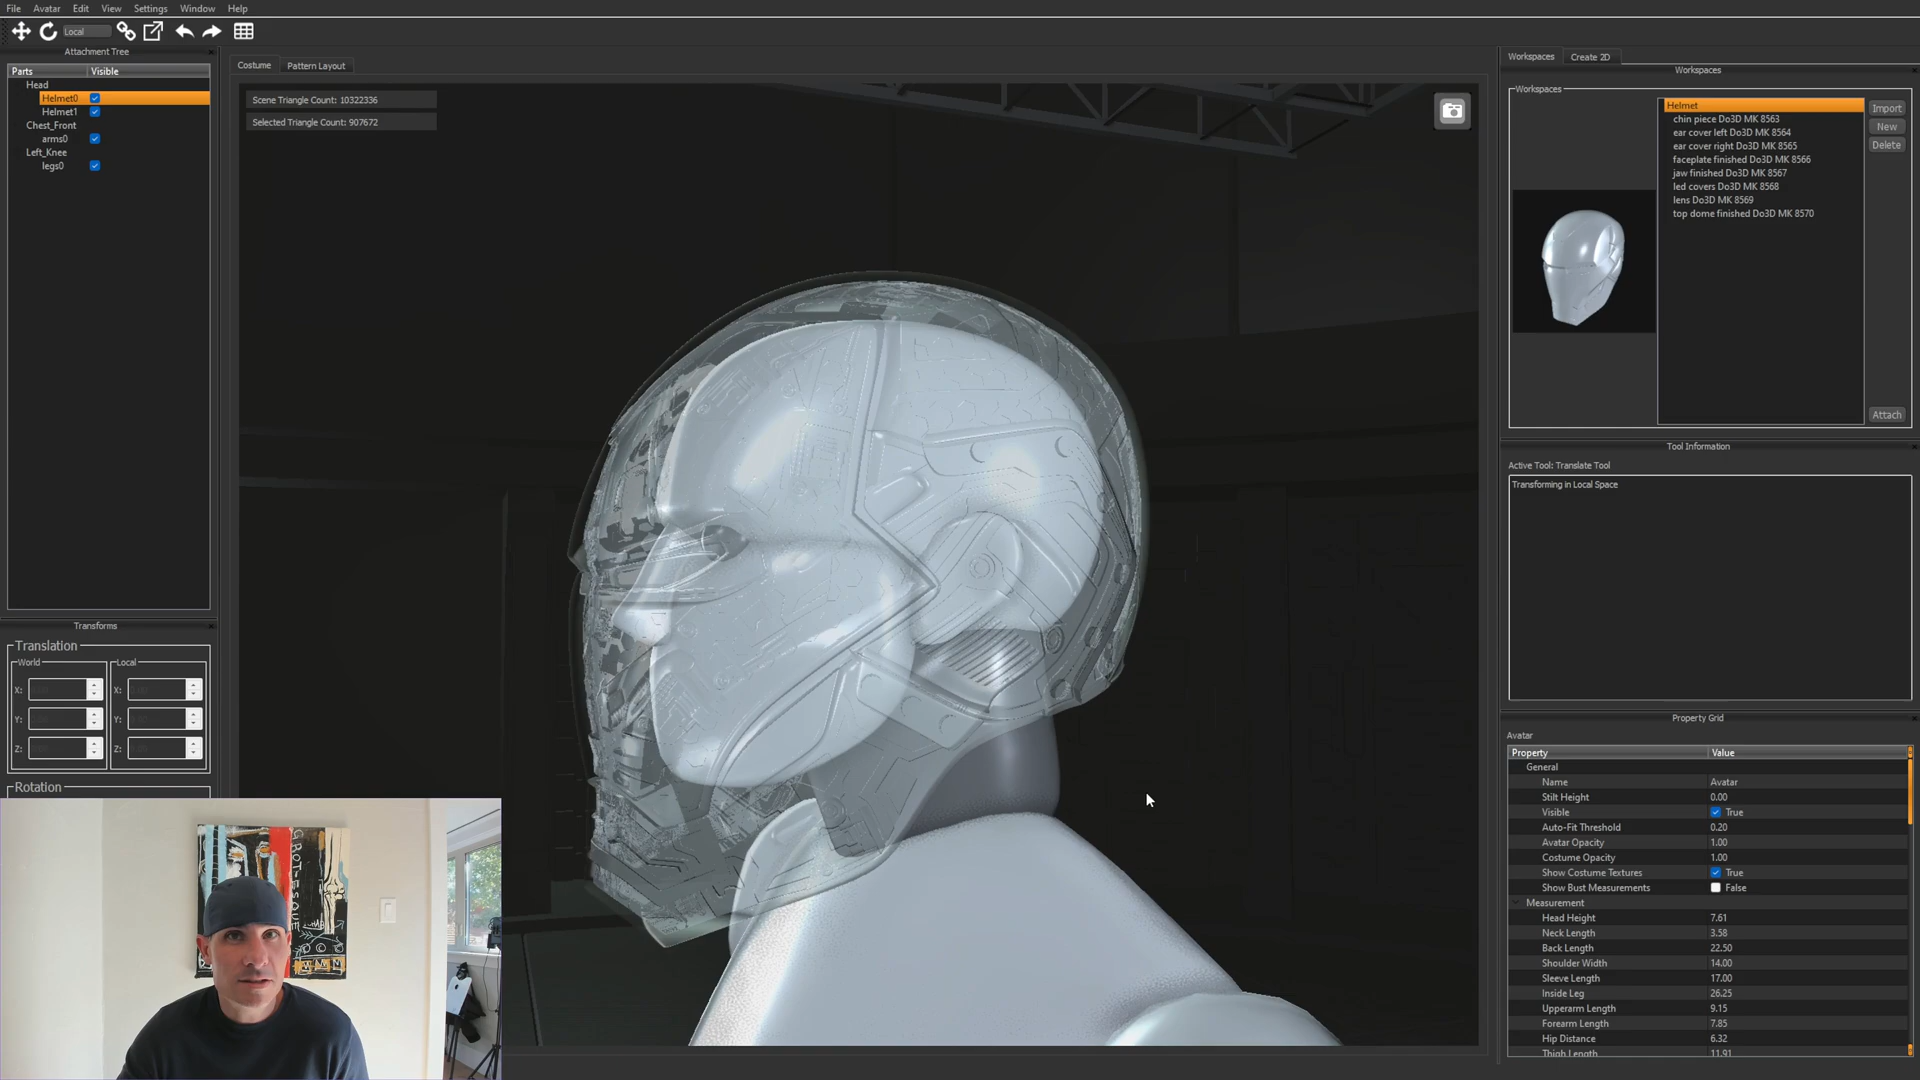 File Avatar Edit View Settings Window Help
Local
Attachment Tree
Parts Visible
Head
Helmet0
Helmet1
Chest_Front
arms0
Left_Knee
legs0
Transforms
Translation
World Local
X: X:
Y: Y:
Z: Z:
Rotation
Costume Pattern Layout
Scene Triangle Count: 10322336
Selected Triangle Count: 907672
Workspaces Create 2D
Workspaces
Workspaces
Helmet
chin piece Do3D MK 8563
ear cover left Do3D MK 8564
ear cover right Do3D MK 8565
faceplate finished Do3D MK 8566
jaw finished Do3D MK 8567
led covers Do3D MK 8568
lens Do3D MK 8569
top dome finished Do3D MK 8570
Import
New
Delete
Attach
Tool Information
Active Tool: Translate Tool
Transforming in Local Space
Property Grid
Avatar
Property Value
General
Name Avatar
Stilt Height 0.00
Visible True
Auto-Fit Threshold 0.20
Avatar Opacity 1.00
Costume Opacity 1.00
Show Costume Textures True
Show Bust Measurements False
Measurement
Head Height 7.61
Neck Length 3.58
Back Length 22.50
Shoulder Width 14.00
Sleeve Length 17.00
Inside Leg 26.25
Upperarm Length 9.15
Forearm Length 7.85
Hip Distance 6.32
Thigh Length 11.91